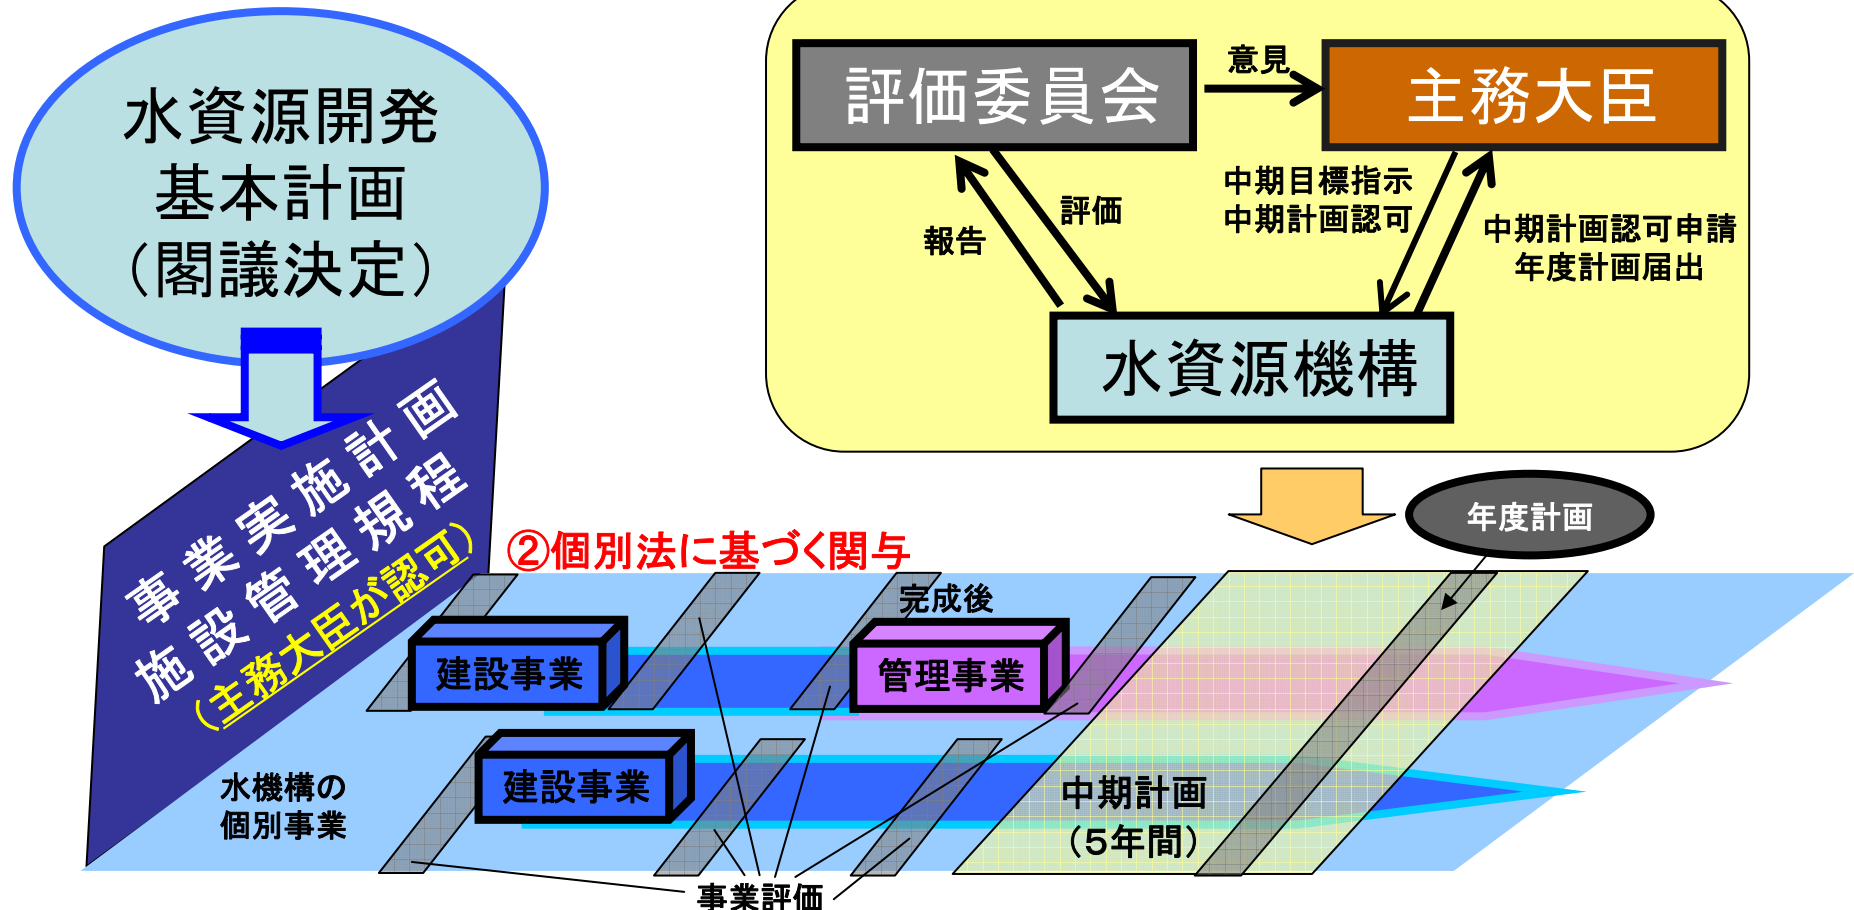 水資源開発
基本計画
（閣議決定）
評価委員会
意見
主務大臣
報告
評価
中期目標指示
中期計画認可
中期計画認可申請
年度計画届出
水資源機構
事業実施計画
施設管理規程
（主務大臣が認可）
②個別法に基づく関与
年度計画
完成後
建設事業
管理事業
建設事業
水機構の
個別事業
中期計画
（5年間）
事業評価